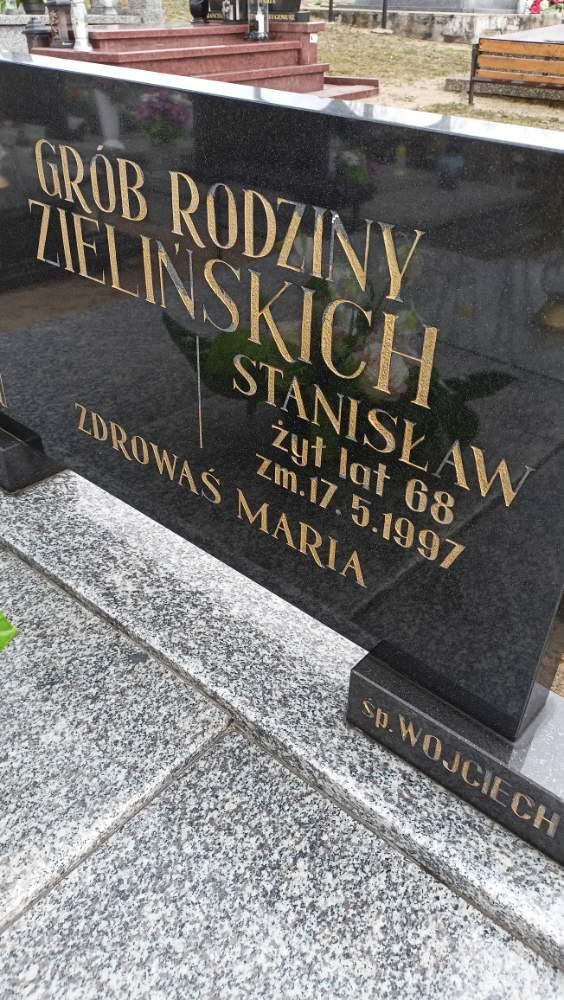 GRÓB RODZINY
ZIELIŃSKICH
STANISŁAW
żył lat 68
zm. 17.5.1997
ZDROWAŚ MARIA
śp. WOJCIECH